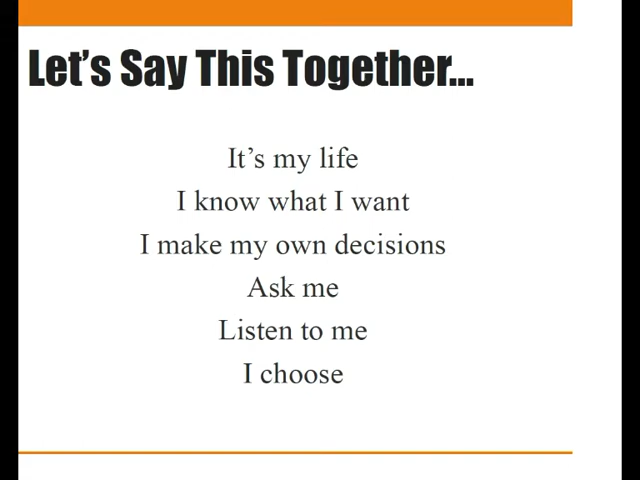 Let’s Say This Together...
It’s my life
I know what I want
I make my own decisions
Ask me
Listen to me
I choose